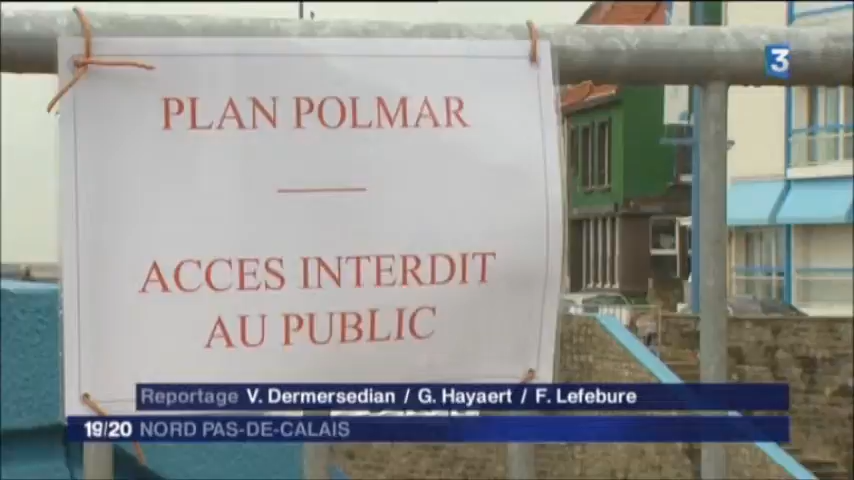 3
PLAN POLMAR
ACCES INTERDIT
AU PUBLIC
Reportage V. Dermersedian / G. Hayaert / F. Lefebure
19/20 NORD PAS-DE-CALAIS